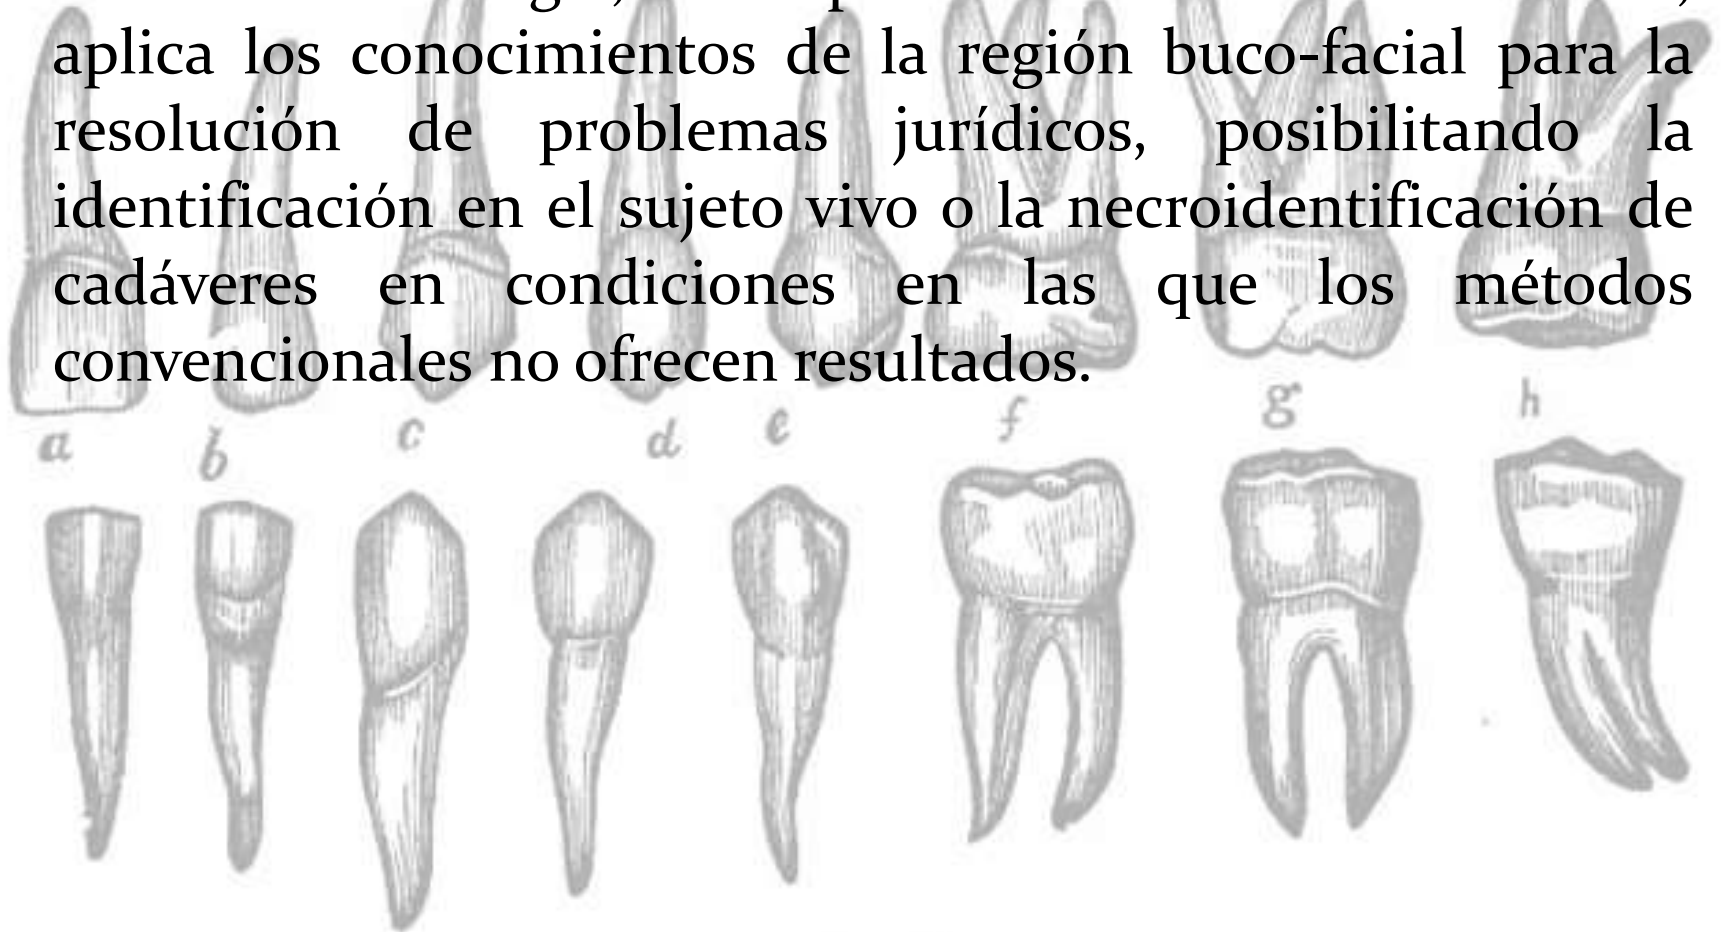 aplica los conocimientos de la región buco-facial para la
resolución de problemas jurídicos, posibilitando la
identificación en el sujeto vivo o la necroidentificación de
cadáveres en condiciones en las que los métodos
convencionales no ofrecen resultados.
a b c d e f g h